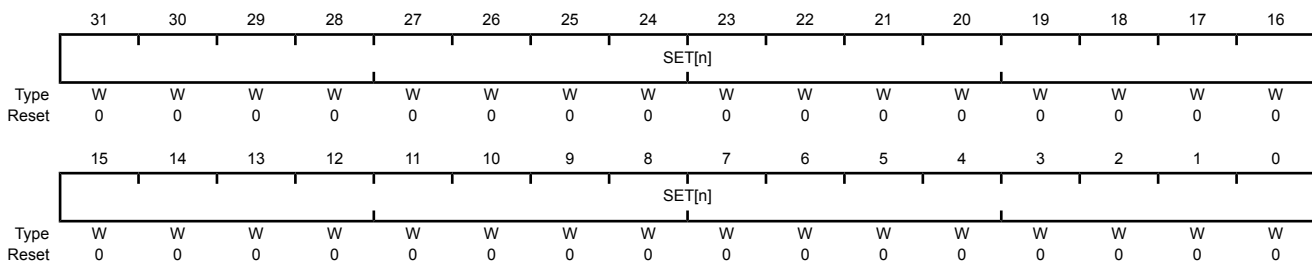 31 30 29 28 27 26 25 24 23 22 21 20 19 18 17 16
SET[n]
Type W W W W W W W W W W W W W W W W
Reset 0 0 0 0 0 0 0 0 0 0 0 0 0 0 0 0
15 14 13 12 11 10 9 8 7 6 5 4 3 2 1 0
SET[n]
Type W W W W W W W W W W W W W W W W
Reset 0 0 0 0 0 0 0 0 0 0 0 0 0 0 0 0